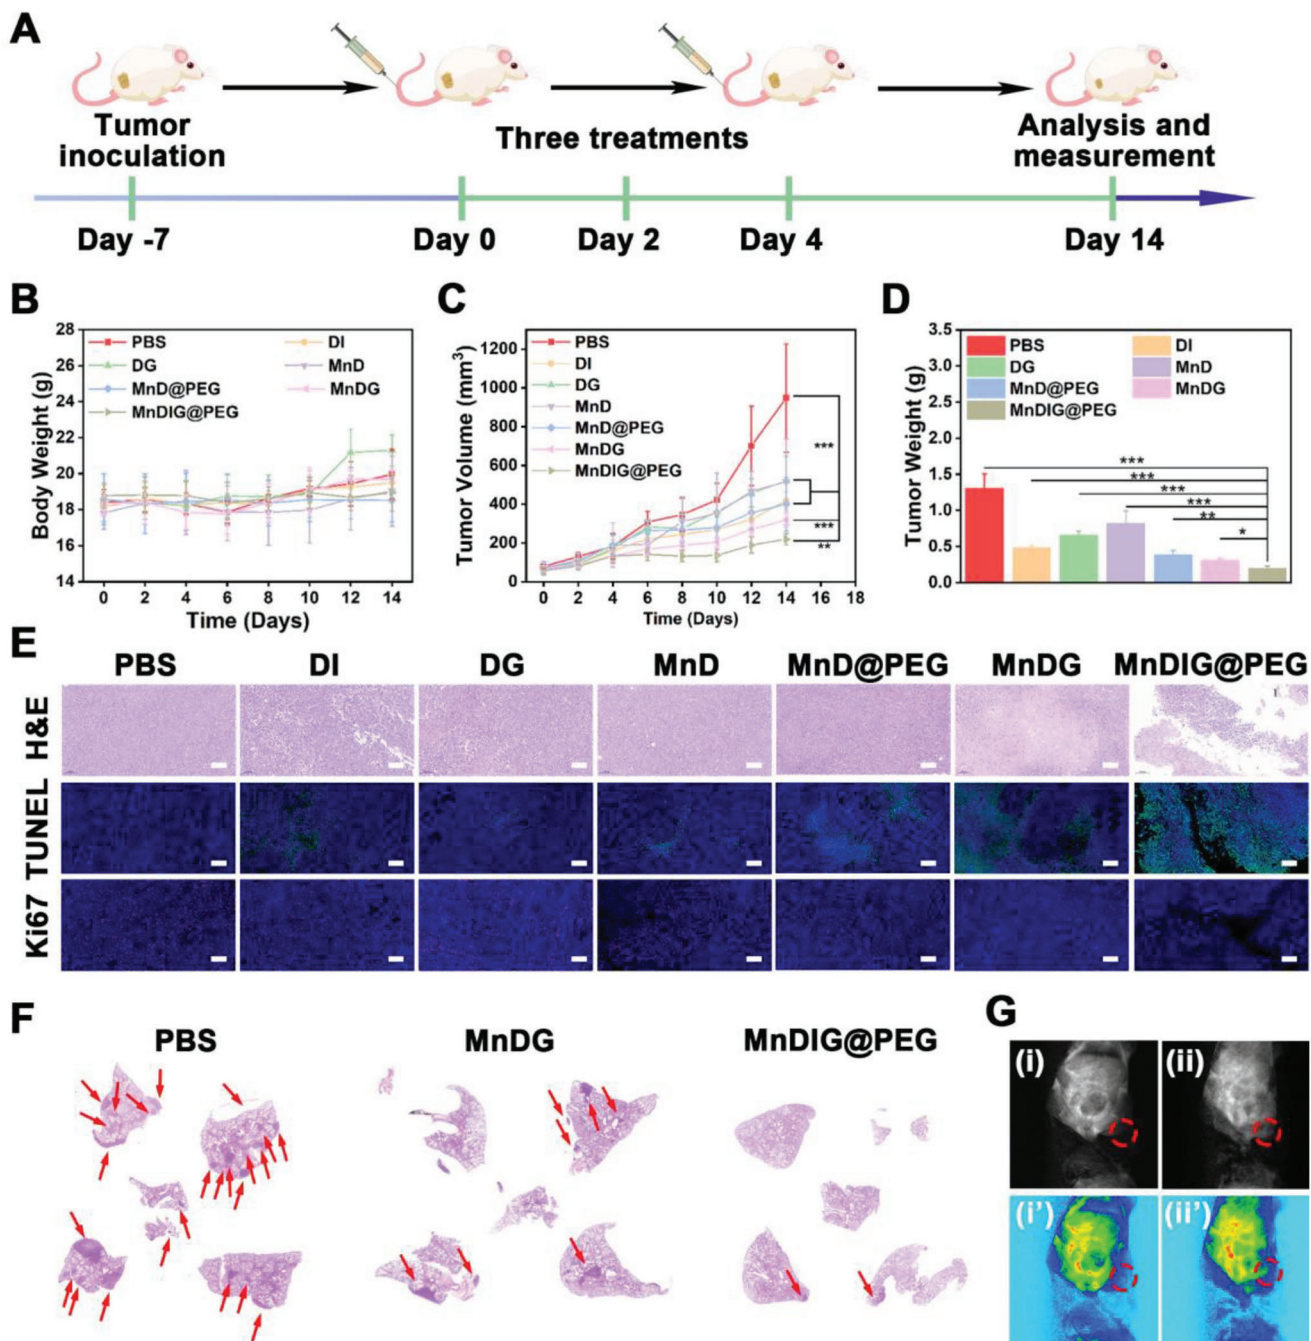 A
Tumor
inoculation
Three treatments
Analysis and
measurement
Day -7
Day 0
Day 2
Day 4
Day 14
B
Body Weight (g)
28
26
24
22
20
18
16
14
PBS
DI
DG
MnD
MnD@PEG
MnDG
MnDIG@PEG
0 2 4 6 8 10 12 14
Time (Days)
C
Tumor Volume (mm³)
1200
1000
800
600
400
200
0
PBS
DI
DG
MnD
MnD@PEG
MnDG
MnDIG@PEG
***
***
**
0 2 4 6 8 10 12 14 16 18
Time (Days)
D
Tumor Weight (g)
3.5
3.0
2.5
2.0
1.5
1.0
0.5
0.0
PBS
DI
DG
MnD
MnD@PEG
MnDG
MnDIG@PEG
***
***
***
***
**
*
E
PBS DI DG MnD MnD@PEG MnDG MnDIG@PEG
H&E
TUNEL
Ki67
F
PBS MnDG MnDIG@PEG
G
(i) (ii)
(i') (ii')